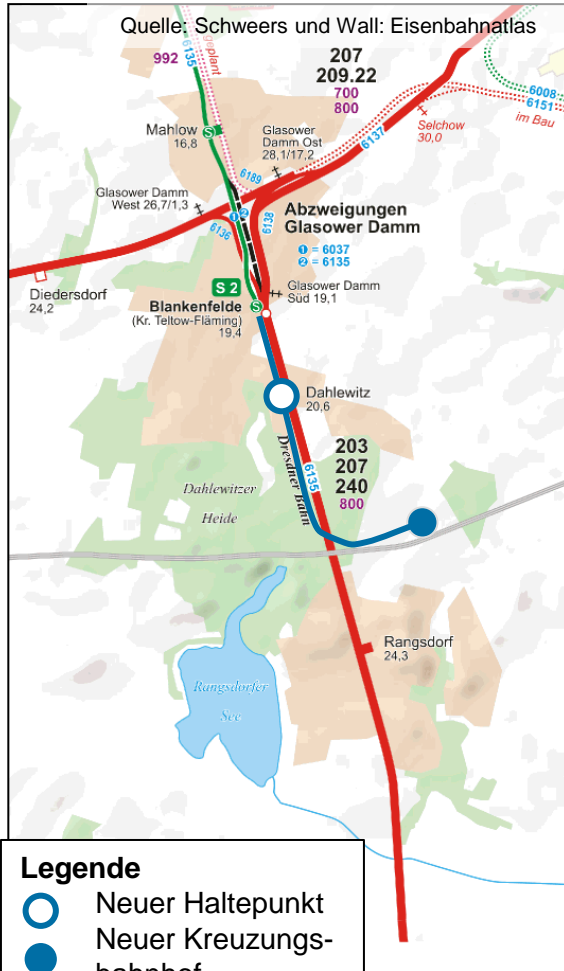 Quelle: Schweers und Wall: Eisenbahnatlas
6135
geplant
992
207
209.22
700
800
6008
6151
im Bau
Mahlow
16,8
S
Glasower
Damm Ost
28,1/17,2
6137
Selchow
30,0
6189
Glasower Damm
West 26,7/1,3
6136
1 2
6138
Abzweigungen
Glasower Damm
1 = 6037
2 = 6135
Diedersdorf
24,2
S 2
Glasower Damm
Süd 19,1
Blankenfelde
(Kr. Teltow-Fläming)
19,4
S
Dahlewitz
20,6
Dresdner Bahn
6135
203
207
240
800
Dahlewitzer
Heide
Rangsdorf
24,3
Rangsdorfer
See
Legende
Neuer Haltepunkt
Neuer Kreuzungs-
bahnhof